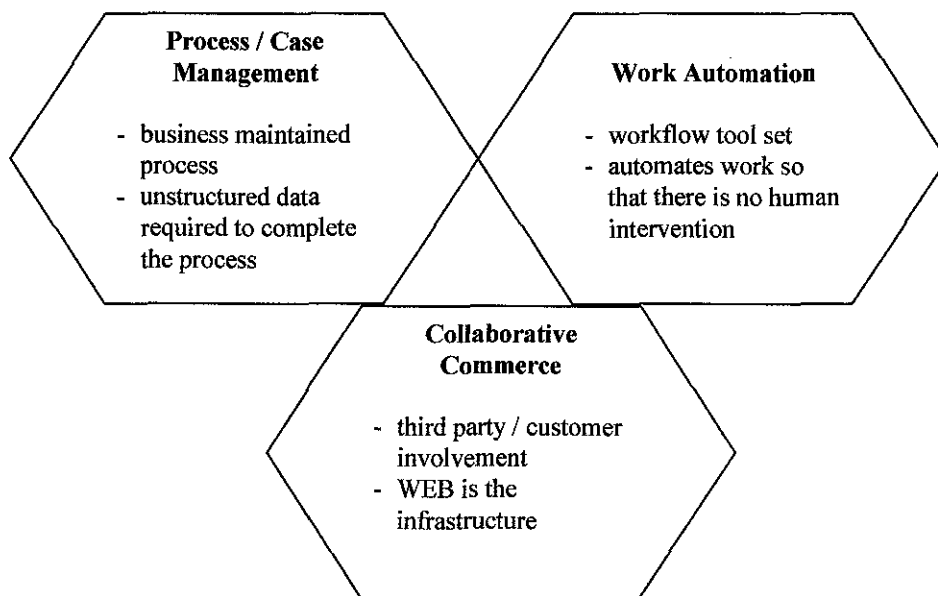 Process / Case
Management
- business maintained
process
- unstructured data
required to complete
the process
Work Automation
- workflow tool set
- automates work so
that there is no human
intervention
Collaborative
Commerce
- third party / customer
involvement
- WEB is the
infrastructure